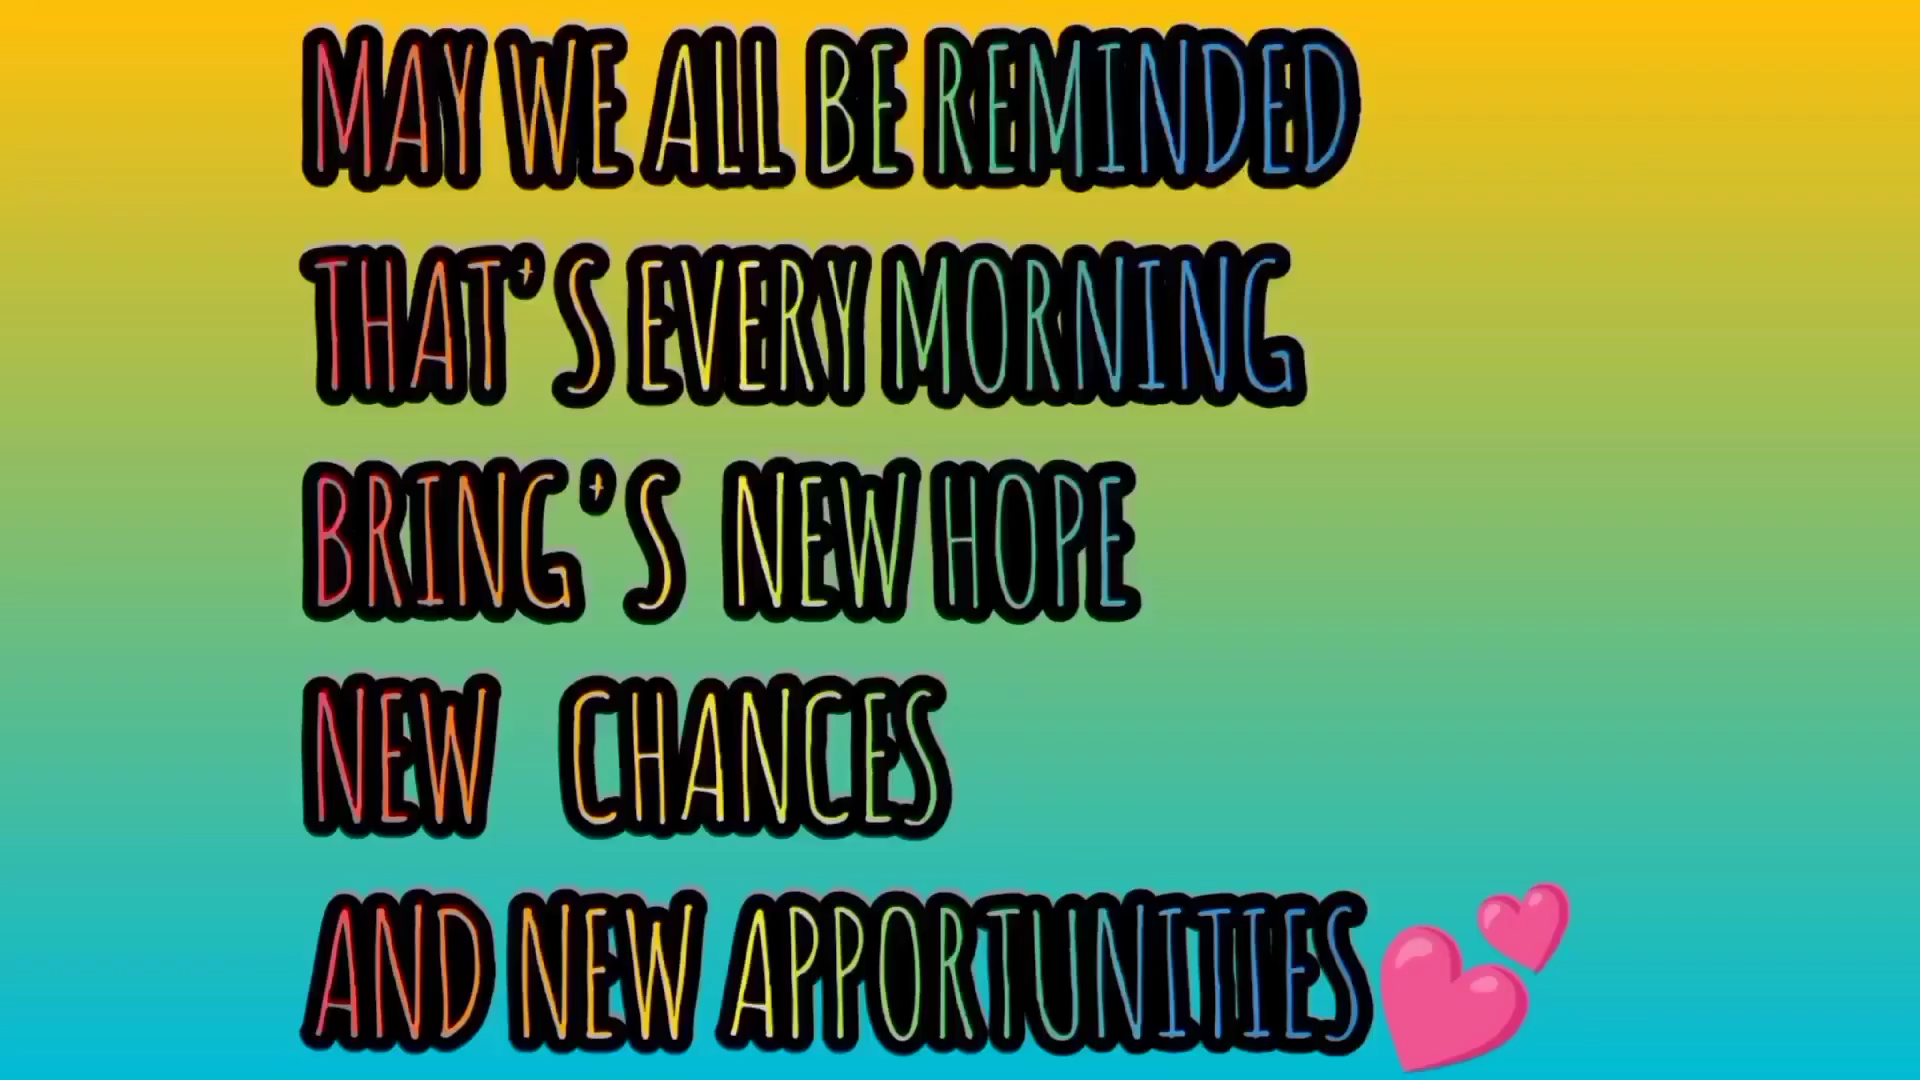 MAY WE ALL BE REMINDED
THAT'S EVERY MORNING
BRING'S NEW HOPE
NEW CHANCES
AND NEW APPORTUNITIES💕